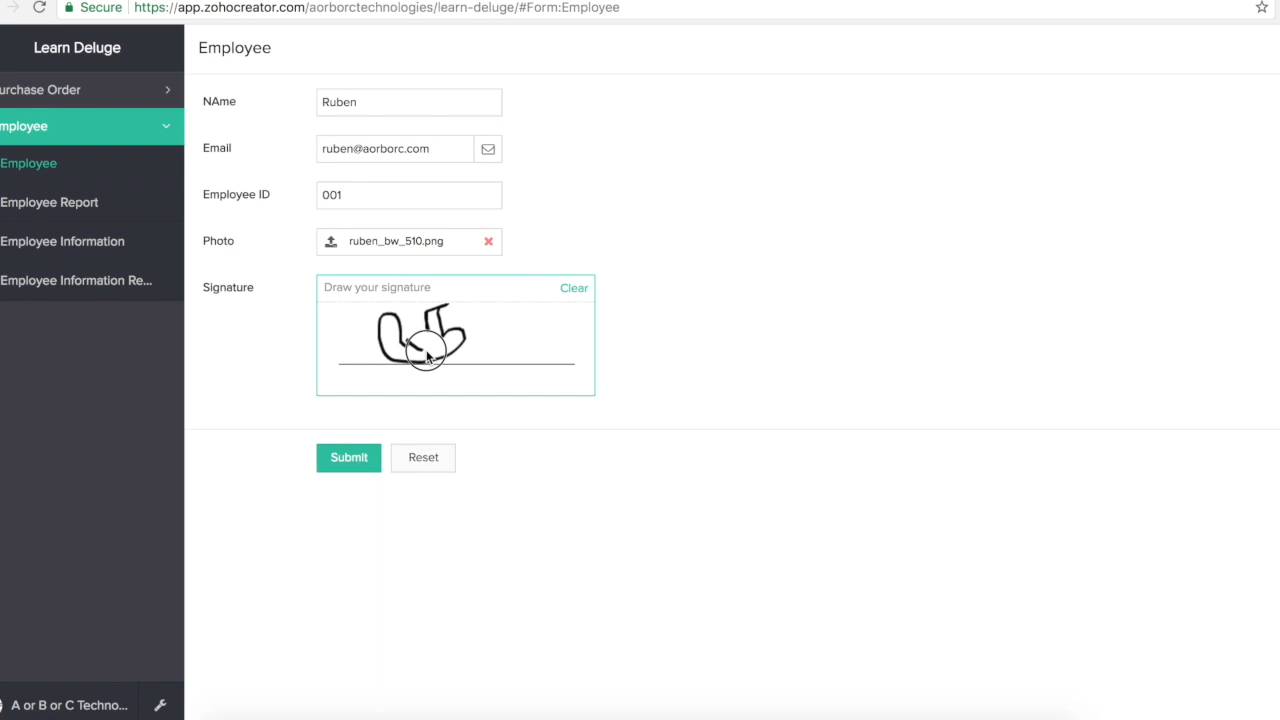 Secure https://app.zohocreator.com/aorborctechnologies/learn-deluge/#Form:Employee
Learn Deluge
urchase Order
mployee
Employee
Employee Report
Employee Information
Employee Information Re...
A or B or C Techno...
Employee
NAme Ruben
Email ruben@aorborc.com
Employee ID 001
Photo ruben_bw_510.png
Signature Draw your signature Clear
Submit Reset